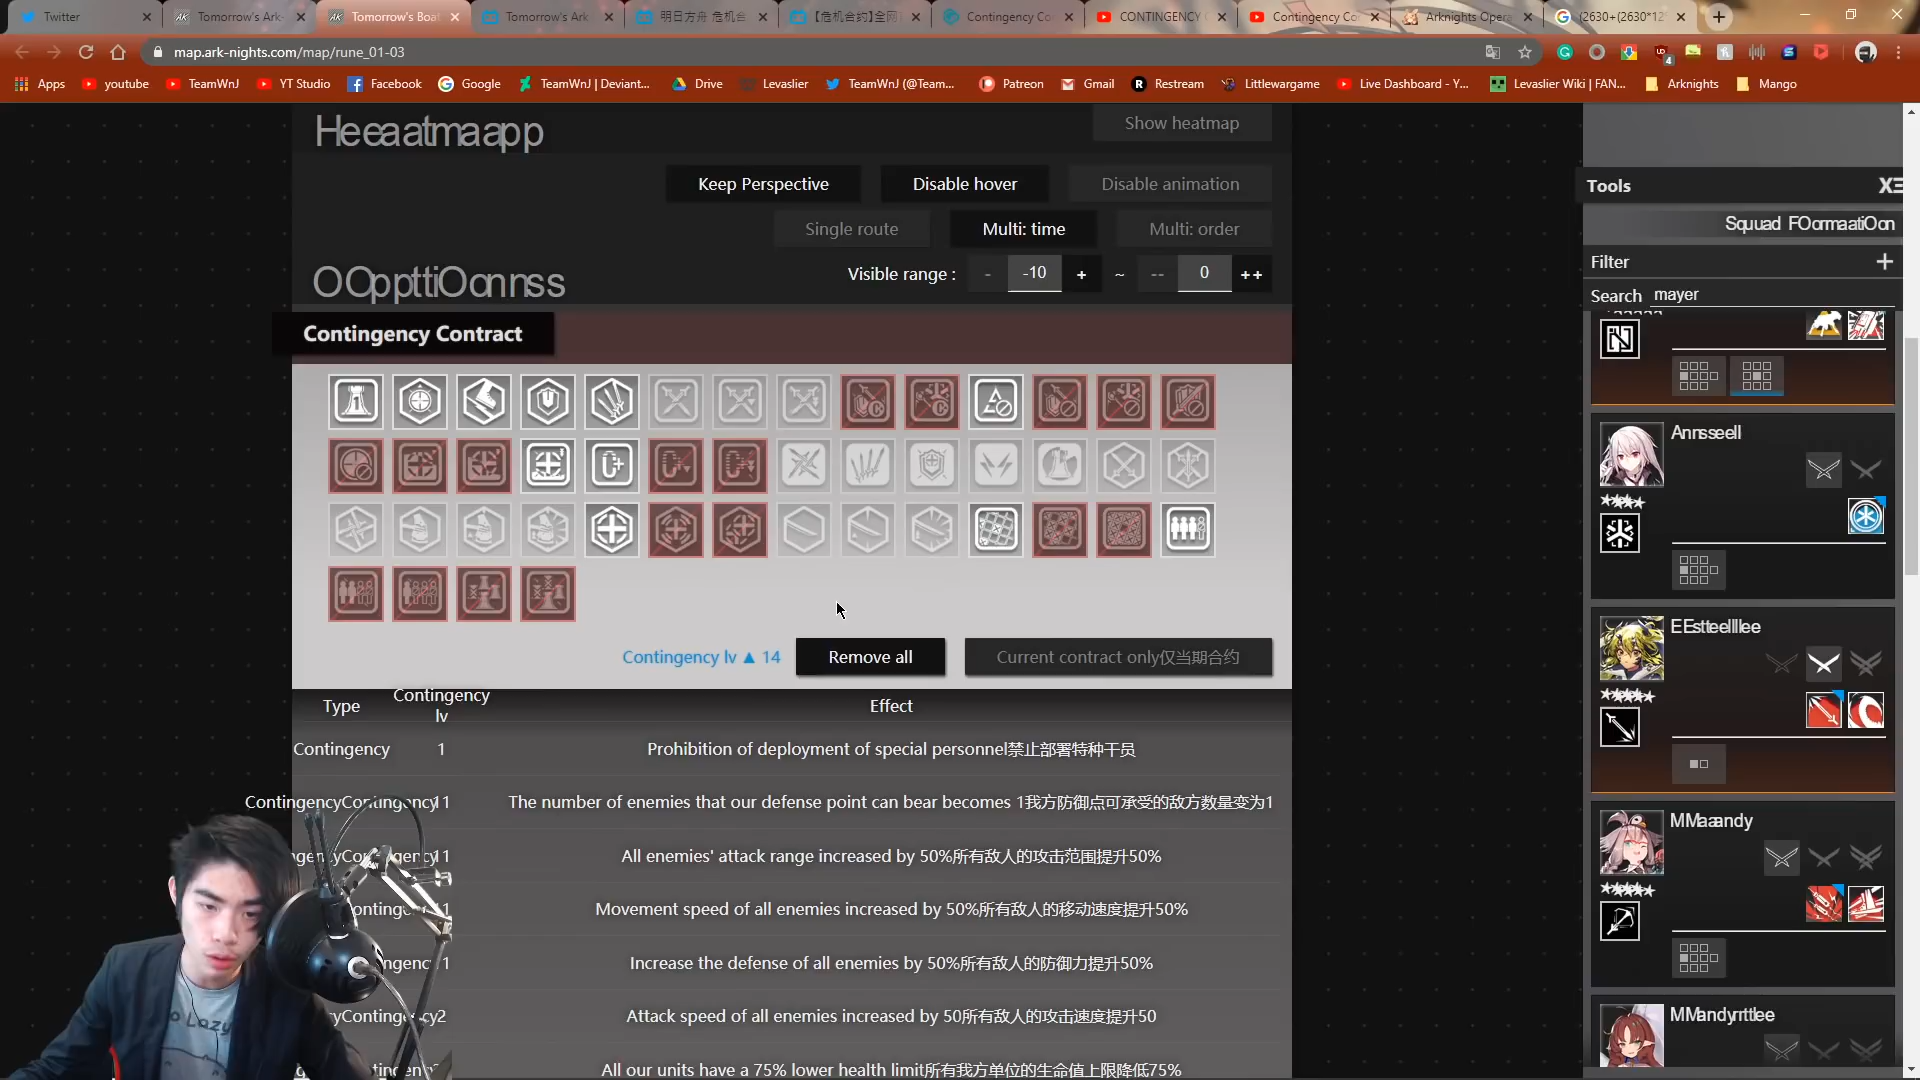 Twitter
Tomorrow's Ark-
Tomorrow's Boa
Tomorrow's Ark
明日方舟 危机合
【危机合約】全网
Contingency Co
CONTINGENCY
Contingency Co
Arknights Opera
(2630+(2630*12
map.ark-nights.com/map/rune_01-03
4
Apps
youtube
TeamWnJ
YT Studio
Facebook
Google
TeamWnJ | Deviant...
Drive
Levaslier
TeamWnJ (@Team...
Patreon
Gmail
Restream
Littlewargame
Live Dashboard - Y...
Levaslier Wiki | FAN...
Arknights
Mango
Heeaatmaapp
Show heatmap
Keep Perspective
Disable hover
Disable animation
Single route
Multi: time
Multi: order
OOppttiOonnss
Visible range :
- -10 + ~ -- 0 ++
Contingency Contract
Contingency lv ▲ 14
Remove all
Current contract only仅当期合约
Type
Contingency lv
Effect
Contingency 1 Prohibition of deployment of special personnel禁止部署特种干员
ContingencyContingency11 The number of enemies that our defense point can bear becomes 1我方防御点可承受的敌方数量变为1
All enemies' attack range increased by 50%所有敌人的攻击范围提升50%
Movement speed of all enemies increased by 50%所有敌人的移动速度提升50%
Increase the defense of all enemies by 50%所有敌人的防御力提升50%
Attack speed of all enemies increased by 50所有敌人的攻击速度提升50
All our units have a 75% lower health limit所有我方单位的生命值上限降低75%
Tools
Squuad FOormaatiOon
Filter +
Search mayer
Annsseell
EEstteelllee
MMaaandy
MMandyrrttlee